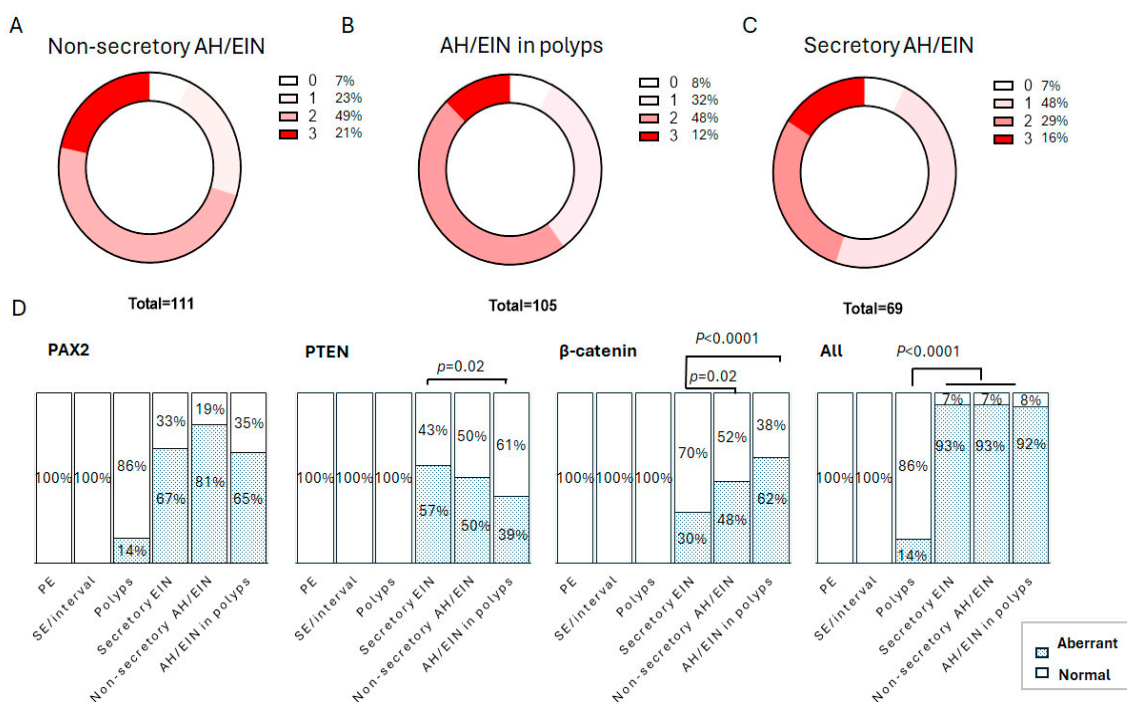 A
Non-secretory AH/EIN
0 7%
1 23%
2 49%
3 21%
Total=111
B
AH/EIN in polyps
0 8%
1 32%
2 48%
3 12%
Total=105
C
Secretory AH/EIN
0 7%
1 48%
2 29%
3 16%
Total=69
D
PAX2
100%
100%
86%
14%
33%
67%
19%
81%
35%
65%
PE
SE/interval
Polyps
Secretory EIN
Non-secretory AH/EIN
AH/EIN in polyps
PTEN
p=0.02
100%
100%
100%
43%
57%
50%
50%
61%
39%
PE
SE/interval
Polyps
Secretory EIN
Non-secretory AH/EIN
AH/EIN in polyps
β-catenin
P<0.0001
p=0.02
100%
100%
100%
70%
30%
52%
48%
38%
62%
PE
SE/interval
Polyps
Secretory EIN
Non-secretory AH/EIN
AH/EIN in polyps
All
P<0.0001
100%
100%
86%
14%
7%
93%
7%
93%
8%
92%
PE
SE/interval
Polyps
Secretory EIN
Non-secretory AH/EIN
AH/EIN in polyps
Aberrant
Normal